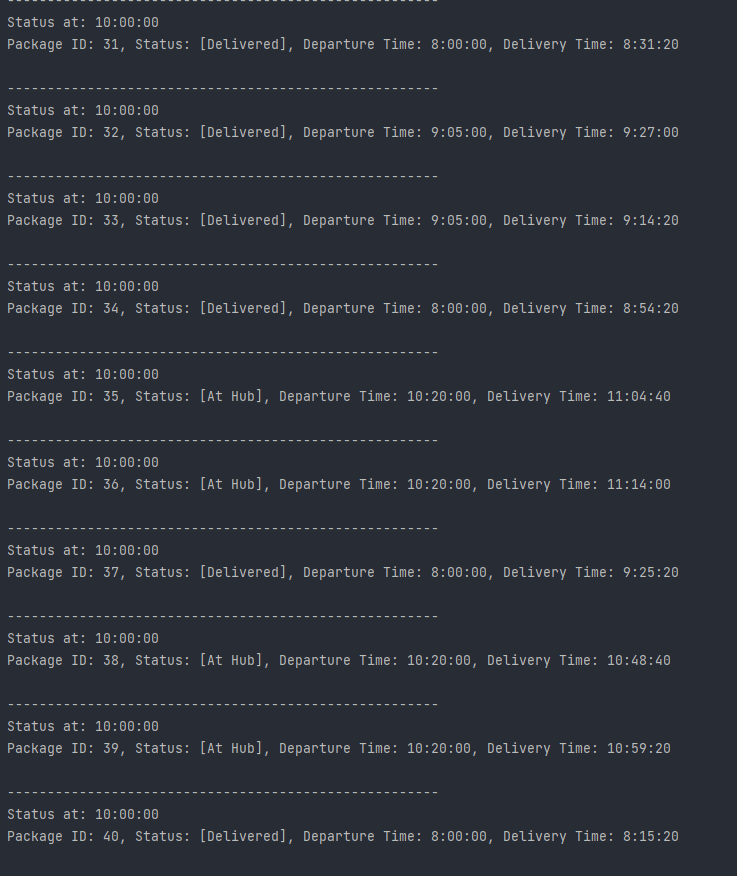 ------------------------------------------------------
Status at: 10:00:00
Package ID: 31, Status: [Delivered], Departure Time: 8:00:00, Delivery Time: 8:31:20
------------------------------------------------------
Status at: 10:00:00
Package ID: 32, Status: [Delivered], Departure Time: 9:05:00, Delivery Time: 9:27:00
------------------------------------------------------
Status at: 10:00:00
Package ID: 33, Status: [Delivered], Departure Time: 9:05:00, Delivery Time: 9:14:20
------------------------------------------------------
Status at: 10:00:00
Package ID: 34, Status: [Delivered], Departure Time: 8:00:00, Delivery Time: 8:54:20
------------------------------------------------------
Status at: 10:00:00
Package ID: 35, Status: [At Hub], Departure Time: 10:20:00, Delivery Time: 11:04:40
------------------------------------------------------
Status at: 10:00:00
Package ID: 36, Status: [At Hub], Departure Time: 10:20:00, Delivery Time: 11:14:00
------------------------------------------------------
Status at: 10:00:00
Package ID: 37, Status: [Delivered], Departure Time: 8:00:00, Delivery Time: 9:25:20
------------------------------------------------------
Status at: 10:00:00
Package ID: 38, Status: [At Hub], Departure Time: 10:20:00, Delivery Time: 10:48:40
------------------------------------------------------
Status at: 10:00:00
Package ID: 39, Status: [At Hub], Departure Time: 10:20:00, Delivery Time: 10:59:20
------------------------------------------------------
Status at: 10:00:00
Package ID: 40, Status: [Delivered], Departure Time: 8:00:00, Delivery Time: 8:15:20